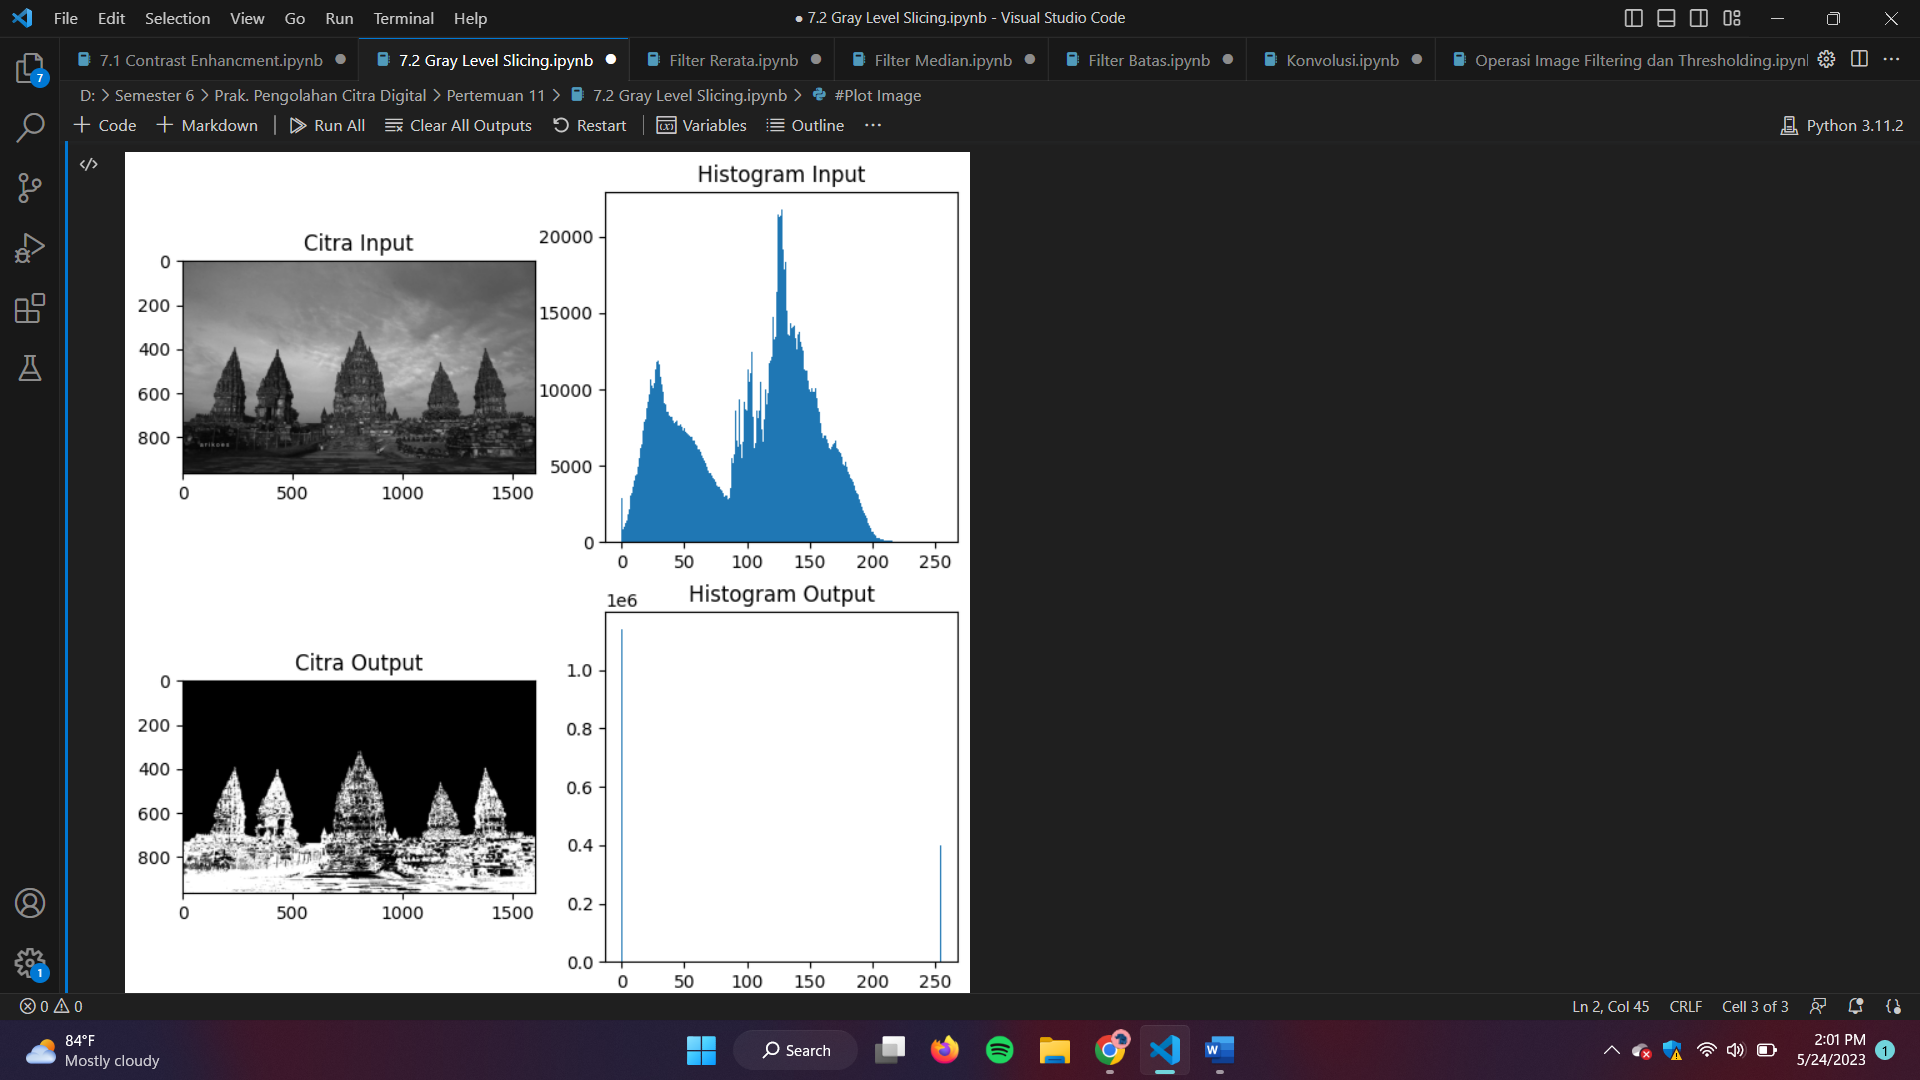 File Edit Selection View Go Run Terminal Help
● 7.2 Gray Level Slicing.ipynb - Visual Studio Code
7.1 Contrast Enhancment.ipynb
7.2 Gray Level Slicing.ipynb
Filter Rerata.ipynb
Filter Median.ipynb
Filter Batas.ipynb
Konvolusi.ipynb
Operasi Image Filtering dan Thresholding.ipynl
7
D: > Semester 6 > Prak. Pengolahan Citra Digital > Pertemuan 11 > 7.2 Gray Level Slicing.ipynb > #Plot Image
+ Code + Markdown Run All Clear All Outputs Restart Variables Outline ...
Python 3.11.2
Citra Input
0
200
400
600
800
0 500 1000 1500
Histogram Input
20000
15000
10000
5000
0
0 50 100 150 200 250
Citra Output
0
200
400
600
800
0 500 1000 1500
Histogram Output
1e6
1.0
0.8
0.6
0.4
0.2
0.0
0 50 100 150 200 250
1
0 0
Ln 2, Col 45 CRLF Cell 3 of 3
84°F
Mostly cloudy
Search
2:01 PM
5/24/2023
1